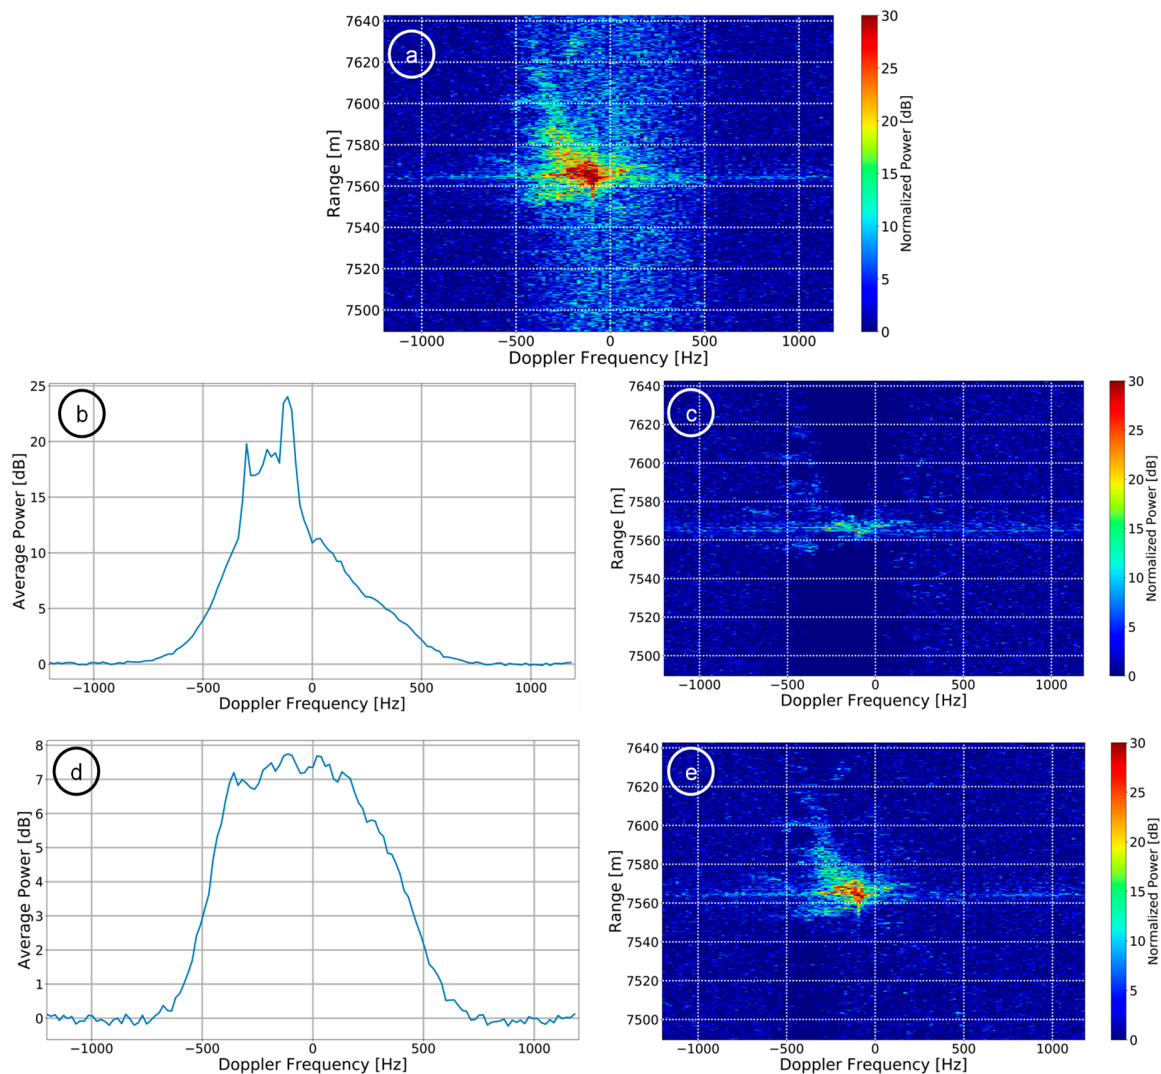 a
7640
7620
7600
7580
7560
7540
7520
7500
Range [m]
−1000 −500 0 500 1000
Doppler Frequency [Hz]
30
25
20
15
10
5
0
Normalized Power [dB]
b
25
20
15
10
5
0
Average Power [dB]
−1000 −500 0 500 1000
Doppler Frequency [Hz]
c
7640
7620
7600
7580
7560
7540
7520
7500
Range [m]
−1000 −500 0 500 1000
Doppler Frequency [Hz]
30
25
20
15
10
5
0
Normalized Power [dB]
d
8
7
6
5
4
3
2
1
0
Average Power [dB]
−1000 −500 0 500 1000
Doppler Frequency [Hz]
e
7640
7620
7600
7580
7560
7540
7520
7500
Range [m]
−1000 −500 0 500 1000
Doppler Frequency [Hz]
30
25
20
15
10
5
0
Normalized Power [dB]